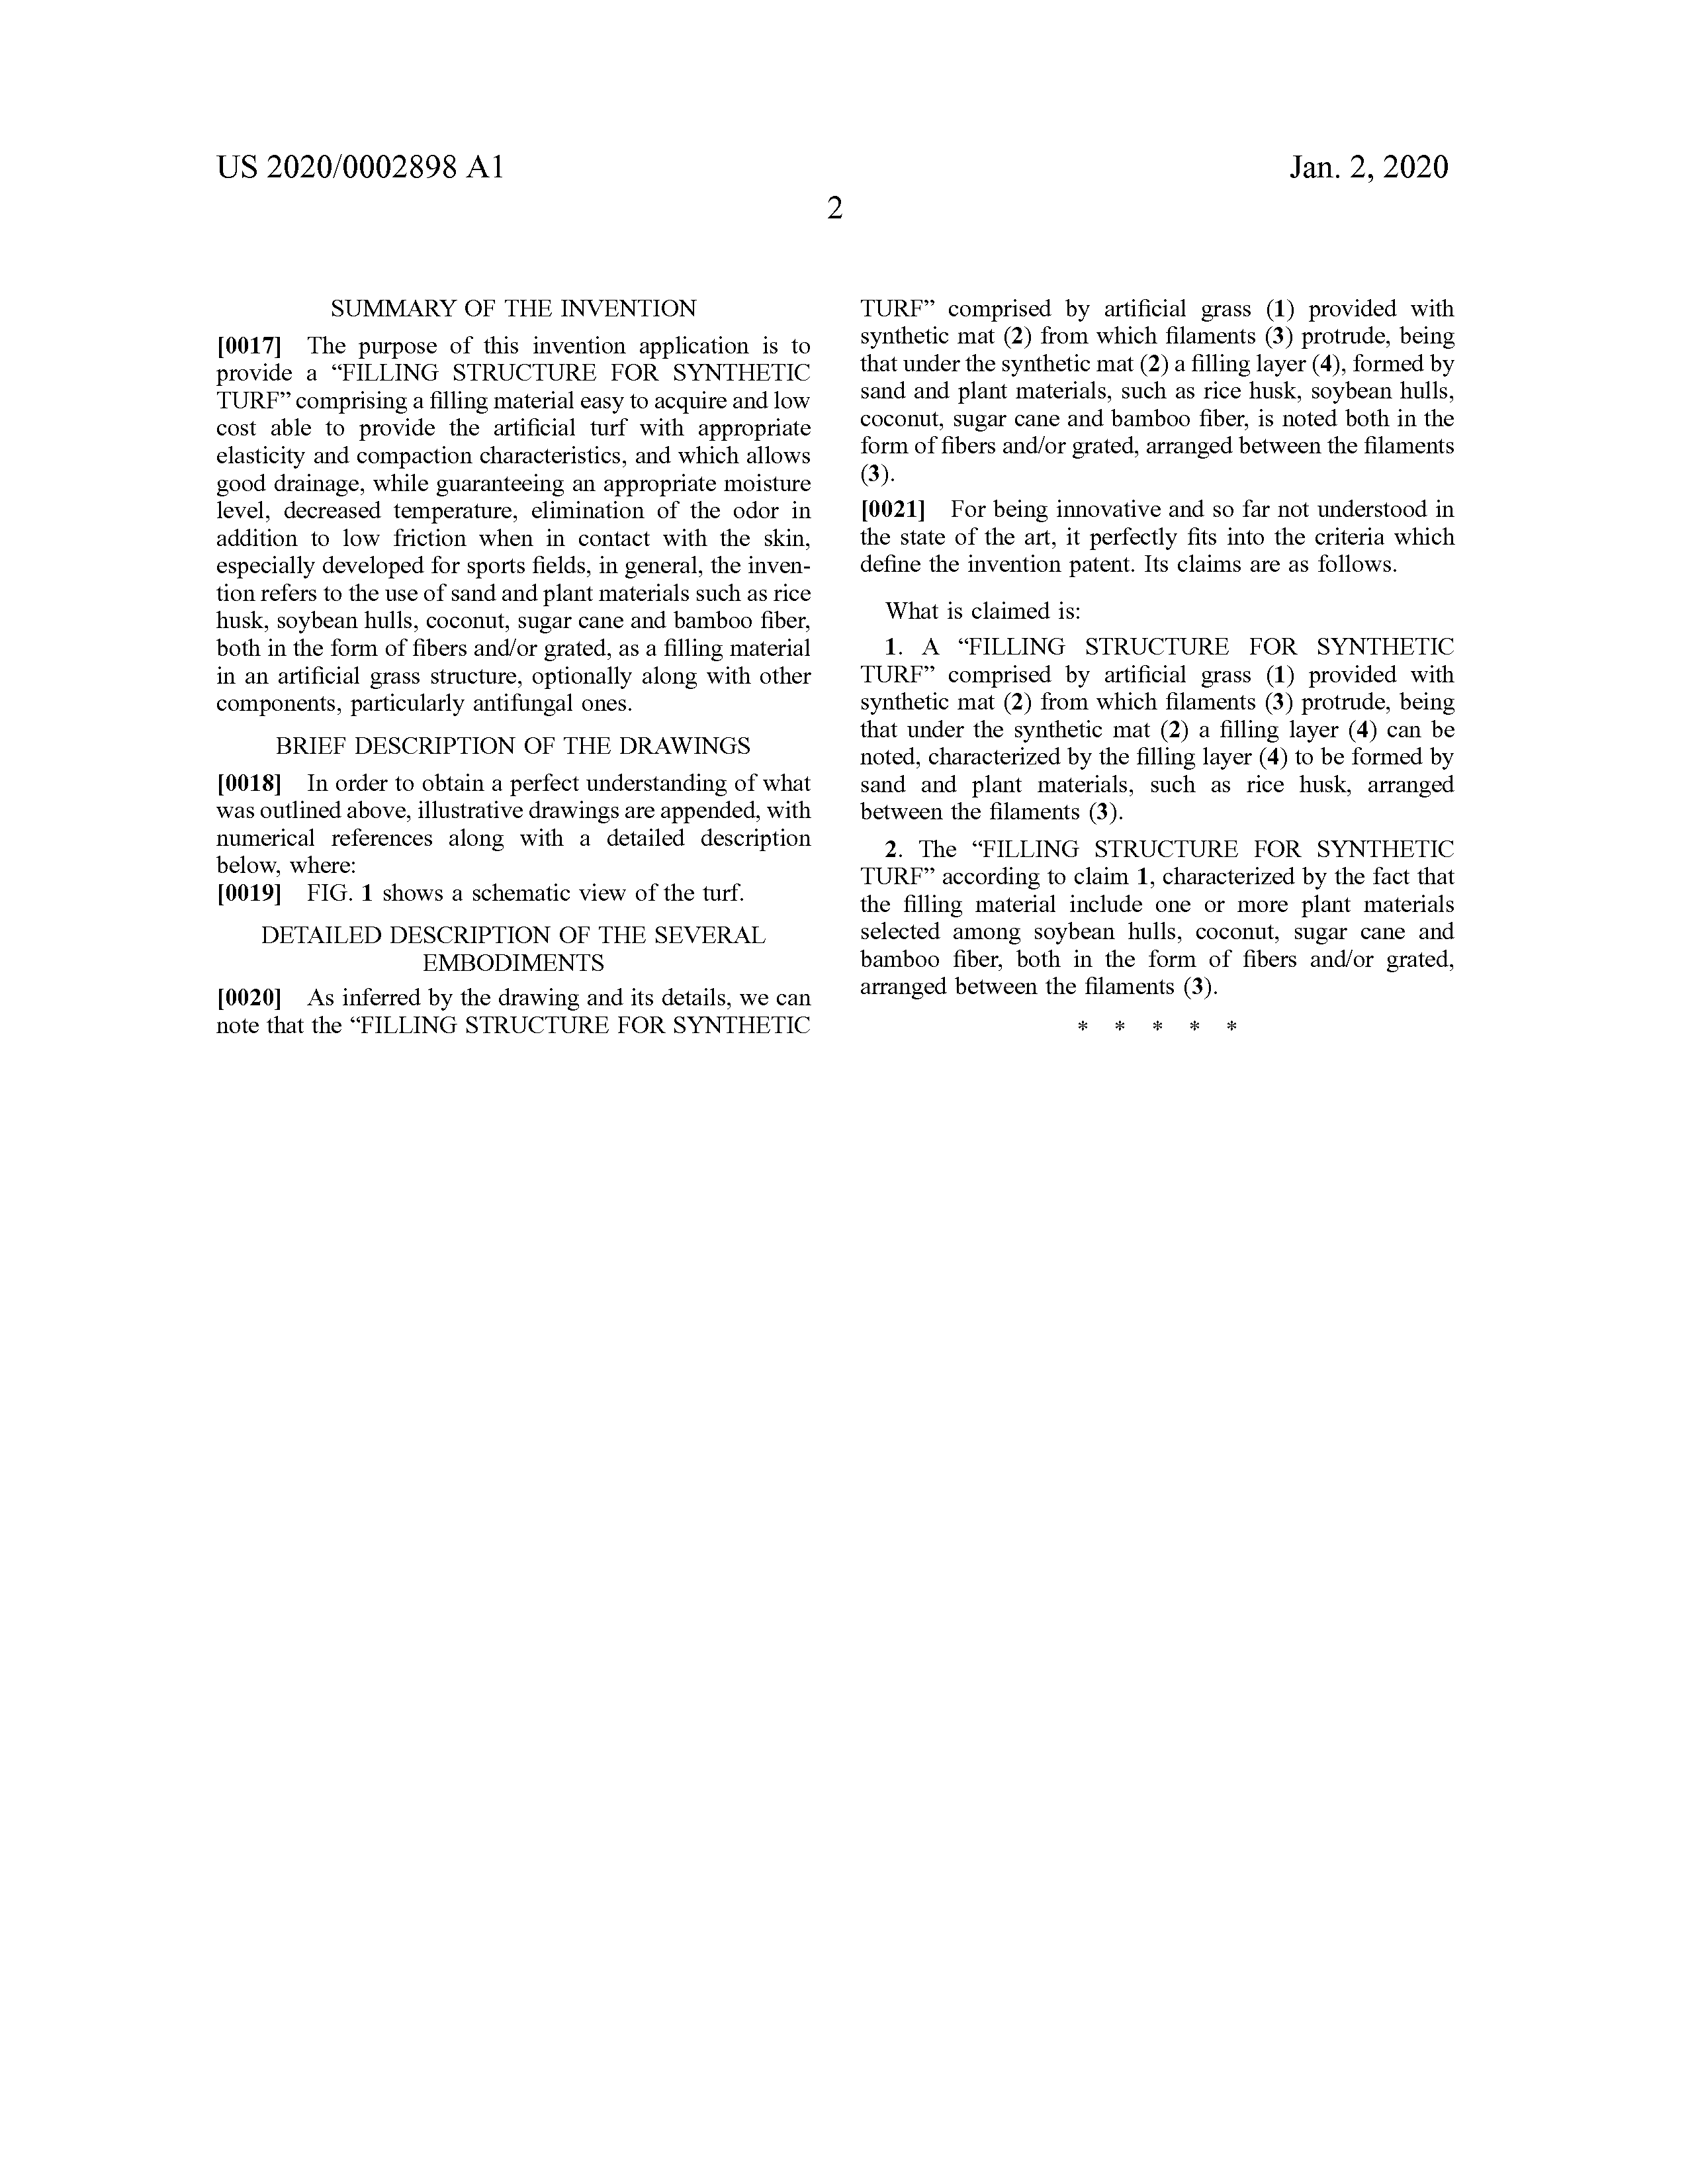 US 2020/0002898 A1
Jan. 2, 2020
2
SUMMARY OF THE INVENTION
[0017] The purpose of this invention application is to
provide a “FILLING STRUCTURE FOR SYNTHETIC
TURF” comprising a filling material easy to acquire and low
cost able to provide the artificial turf with appropriate
elasticity and compaction characteristics, and which allows
good drainage, while guaranteeing an appropriate moisture
level, decreased temperature, elimination of the odor in
addition to low friction when in contact with the skin,
especially developed for sports fields, in general, the inven-
tion refers to the use of sand and plant materials such as rice
husk, soybean hulls, coconut, sugar cane and bamboo fiber,
both in the form of fibers and/or grated, as a filling material
in an artificial grass structure, optionally along with other
components, particularly antifungal ones.
BRIEF DESCRIPTION OF THE DRAWINGS
[0018] In order to obtain a perfect understanding of what
was outlined above, illustrative drawings are appended, with
numerical references along with a detailed description
below, where:
[0019] FIG. 1 shows a schematic view of the turf.
DETAILED DESCRIPTION OF THE SEVERAL
EMBODIMENTS
[0020] As inferred by the drawing and its details, we can
note that the “FILLING STRUCTURE FOR SYNTHETIC
TURF” comprised by artificial grass (1) provided with
synthetic mat (2) from which filaments (3) protrude, being
that under the synthetic mat (2) a filling layer (4), formed by
sand and plant materials, such as rice husk, soybean hulls,
coconut, sugar cane and bamboo fiber, is noted both in the
form of fibers and/or grated, arranged between the filaments
(3).
[0021] For being innovative and so far not understood in
the state of the art, it perfectly fits into the criteria which
define the invention patent. Its claims are as follows.
What is claimed is:
1. A “FILLING STRUCTURE FOR SYNTHETIC
TURF” comprised by artificial grass (1) provided with
synthetic mat (2) from which filaments (3) protrude, being
that under the synthetic mat (2) a filling layer (4) can be
noted, characterized by the filling layer (4) to be formed by
sand and plant materials, such as rice husk, arranged
between the filaments (3).
2. The “FILLING STRUCTURE FOR SYNTHETIC
TURF” according to claim 1, characterized by the fact that
the filling material include one or more plant materials
selected among soybean hulls, coconut, sugar cane and
bamboo fiber, both in the form of fibers and/or grated,
arranged between the filaments (3).
* * * * *